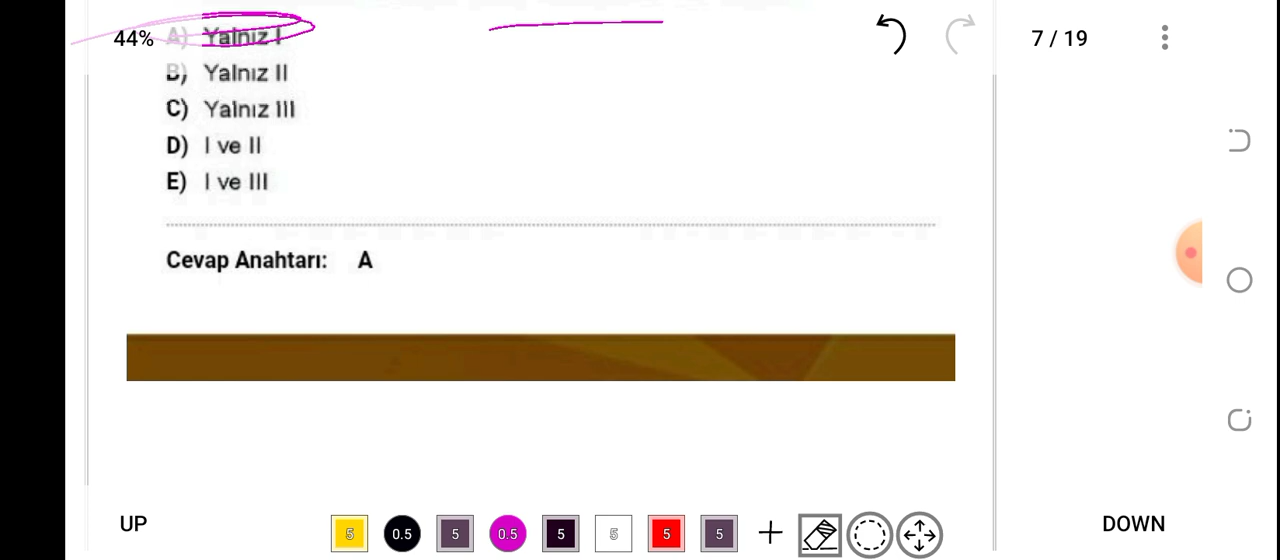 44% A) Yalnız I 7 / 19
B) Yalnız II
C) Yalnız III
D) I ve II
E) I ve III
Cevap Anahtarı: A
UP 5 0.5 5 0.5 5 5 5 5 DOWN